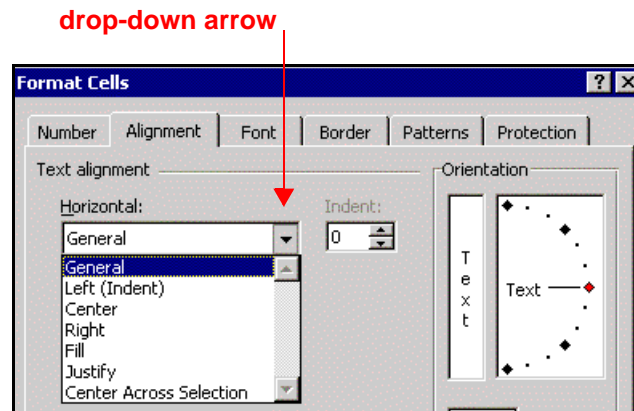 drop-down arrow
Format Cells ? ×
Number Alignment Font Border Patterns Protection
Text alignment
Orientation
Horizontal:
Indent:
General
0
General
Left (Indent)
Center
Right
Fill
Justify
Center Across Selection
T
e
x
t
Text